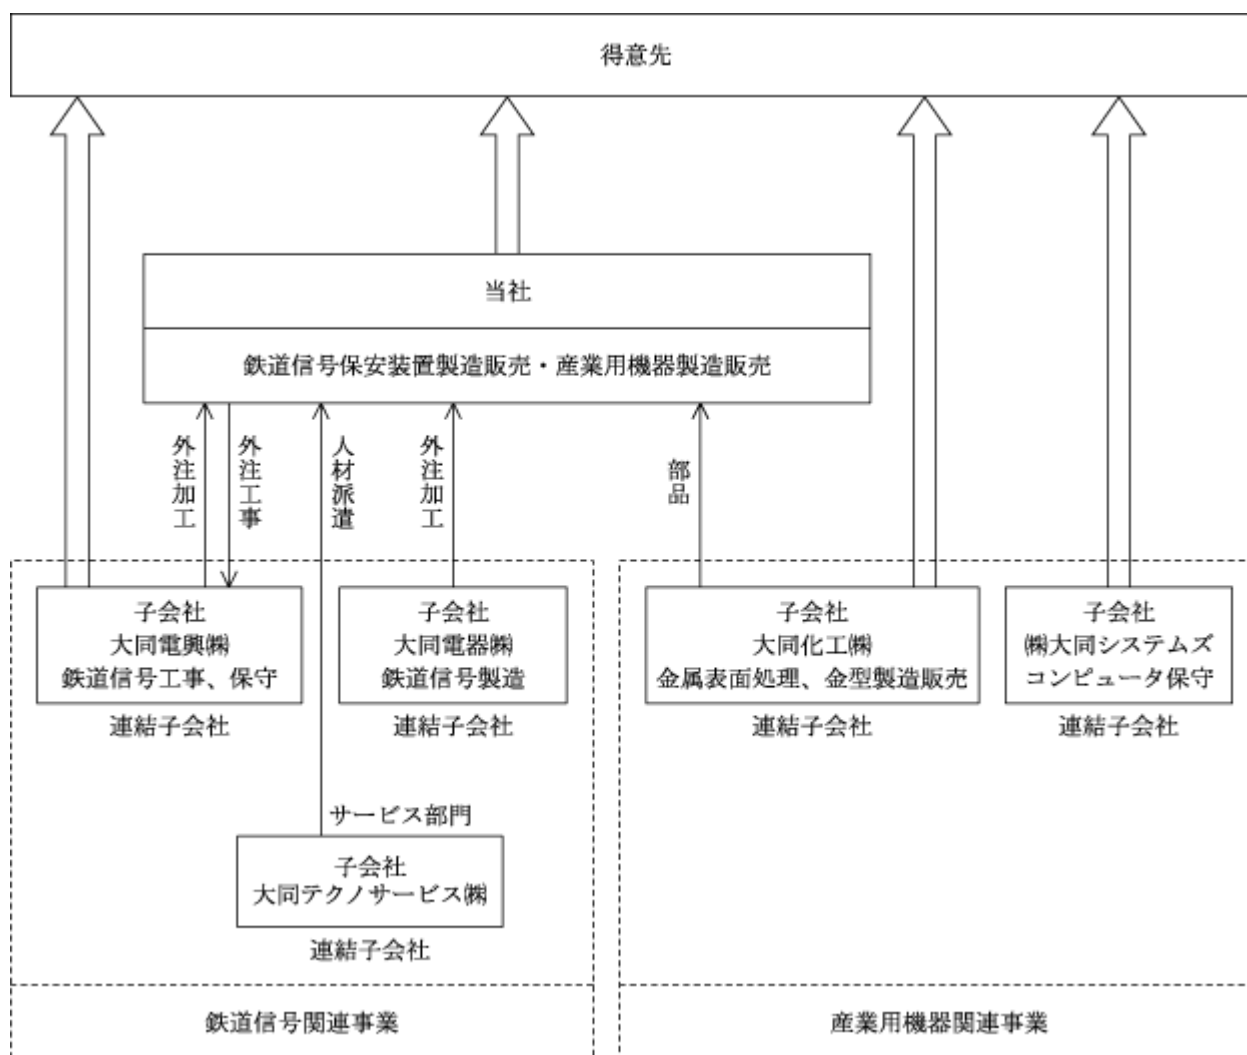 得意先
当社
鉄道信号保安装置製造販売・産業用機器製造販売
外注加工
外注工事
人材派遣
外注加工
部品
子会社
大同電興㈱
鉄道信号工事、保守
連結子会社
子会社
大同電器㈱
鉄道信号製造
連結子会社
子会社
大同化工㈱
金属表面処理、金型製造販売
連結子会社
子会社
㈱大同システムズ
コンピュータ保守
連結子会社
サービス部門
子会社
大同テクノサービス㈱
連結子会社
鉄道信号関連事業
産業用機器関連事業